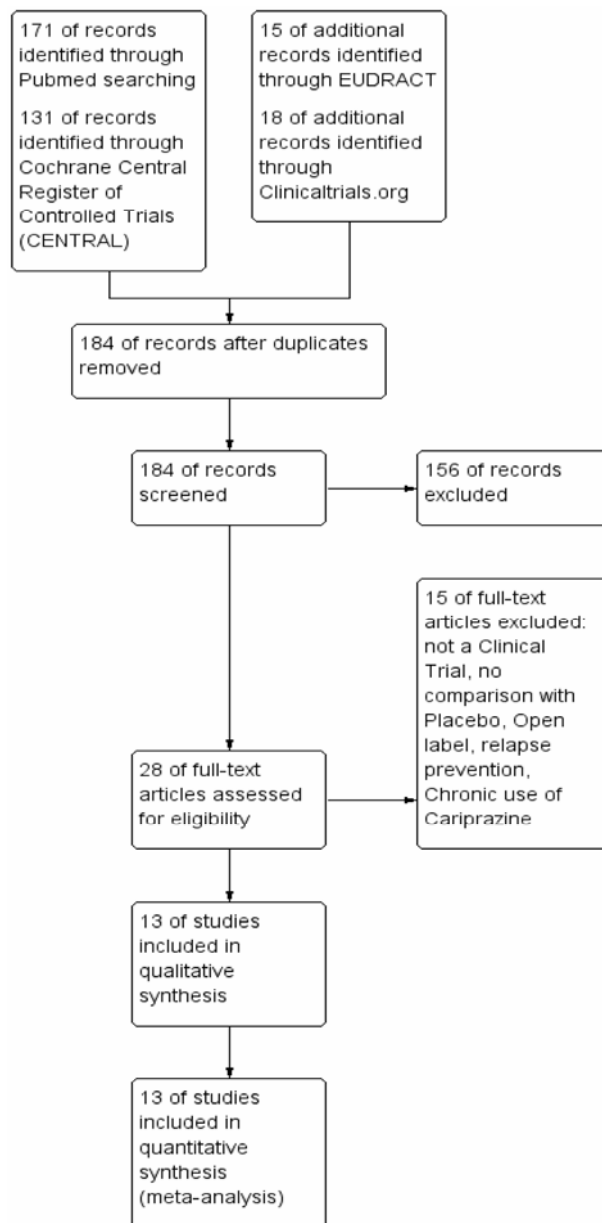 171 of records
identified through
Pubmed searching
131 of records
identified through
Cochrane Central
Register of
Controlled Trials
(CENTRAL)
15 of additional
records identified
through EUDRACT
18 of additional
records identified
through
Clinicaltrials.org
184 of records after duplicates
removed
184 of records
screened
156 of records
excluded
15 of full-text
articles excluded:
not a Clinical
Trial, no
comparison with
Placebo, Open
label, relapse
prevention,
Chronic use of
Cariprazine
28 of full-text
articles assessed
for eligibility
13 of studies
included in
qualitative
synthesis
13 of studies
included in
quantitative
synthesis
(meta-analysis)